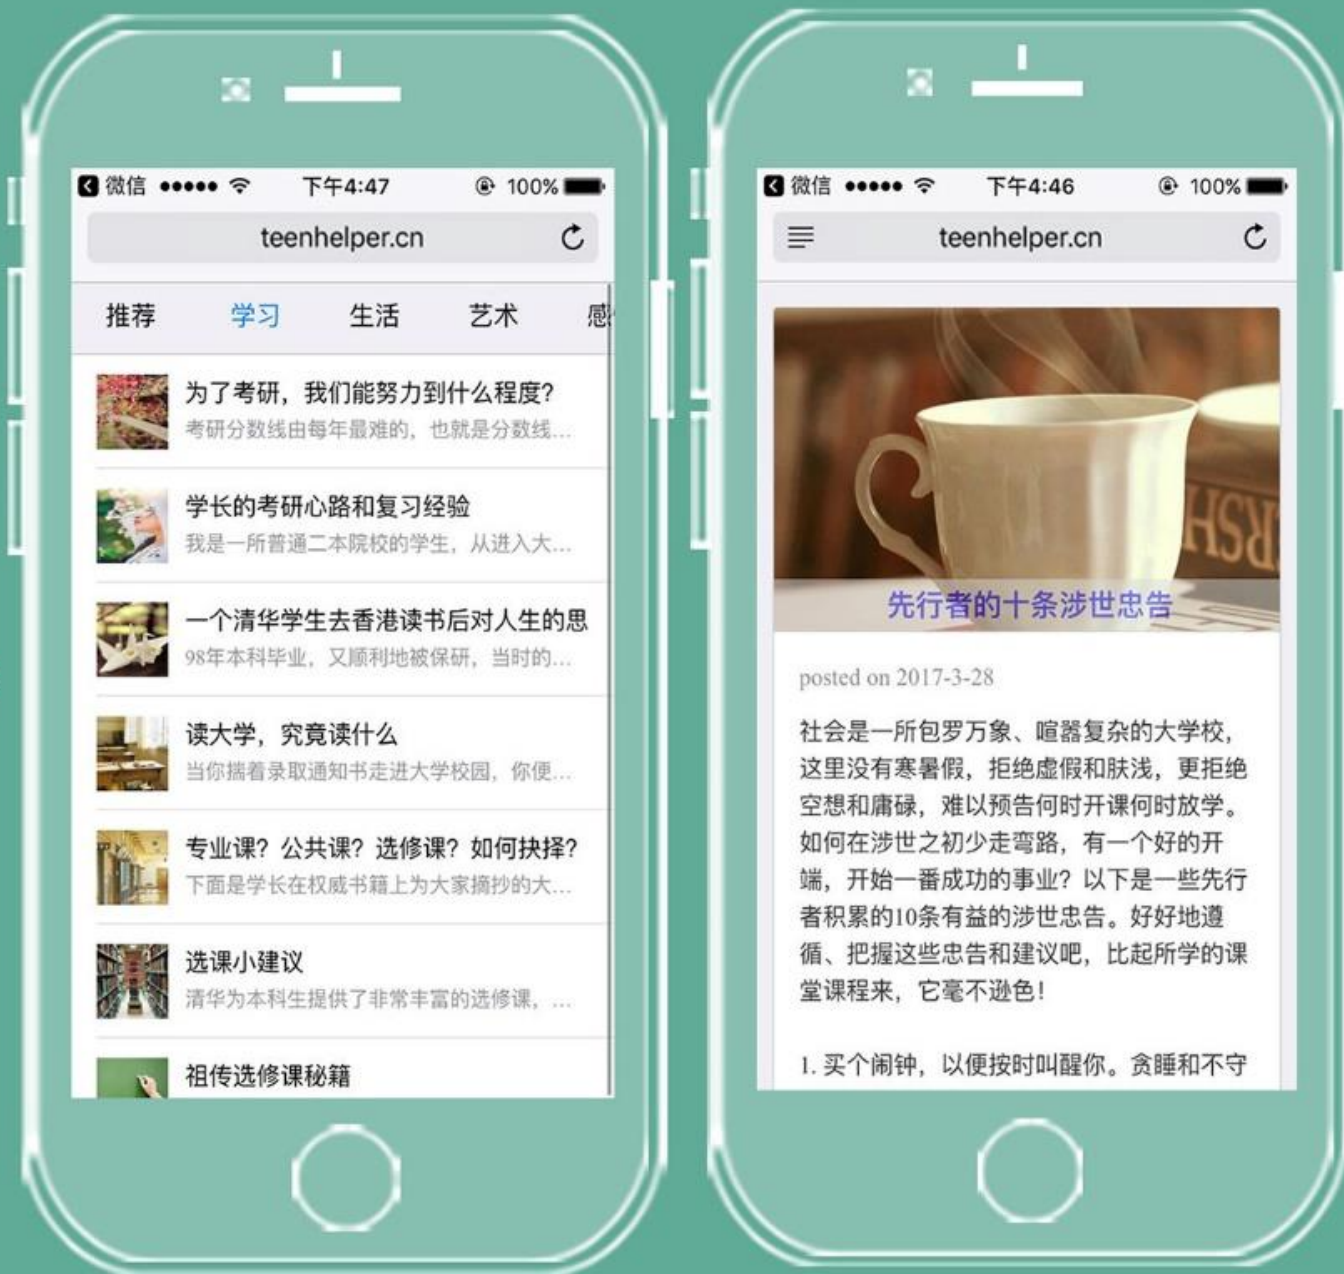 微信 下午4:47 100%
teenhelper.cn
推荐 学习 生活 艺术 感
为了考研，我们能努力到什么程度？
考研分数线由每年最难的，也就是分数线...
学长的考研心路和复习经验
我是一所普通二本院校的学生，从进入大...
一个清华学生去香港读书后对人生的思
98年本科毕业，又顺利地被保研，当时的...
读大学，究竟读什么
当你揣着录取通知书走进大学校园，你便...
专业课？公共课？选修课？如何抉择？
下面是学长在权威书籍上为大家摘抄的大...
选课小建议
清华为本科生提供了非常丰富的选修课，...
祖传选修课秘籍
微信 下午4:46 100%
teenhelper.cn
先行者的十条涉世忠告
posted on 2017-3-28
社会是一所包罗万象、喧嚣复杂的大学校，
这里没有寒暑假，拒绝虚假和肤浅，更拒绝
空想和庸碌，难以预告何时开课何时放学。
如何在涉世之初少走弯路，有一个好的开
端，开始一番成功的事业？以下是一些先行
者积累的10条有益的涉世忠告。好好地遵
循、把握这些忠告和建议吧，比起所学的课
堂课程来，它毫不逊色！
1. 买个闹钟，以便按时叫醒你。贪睡和不守